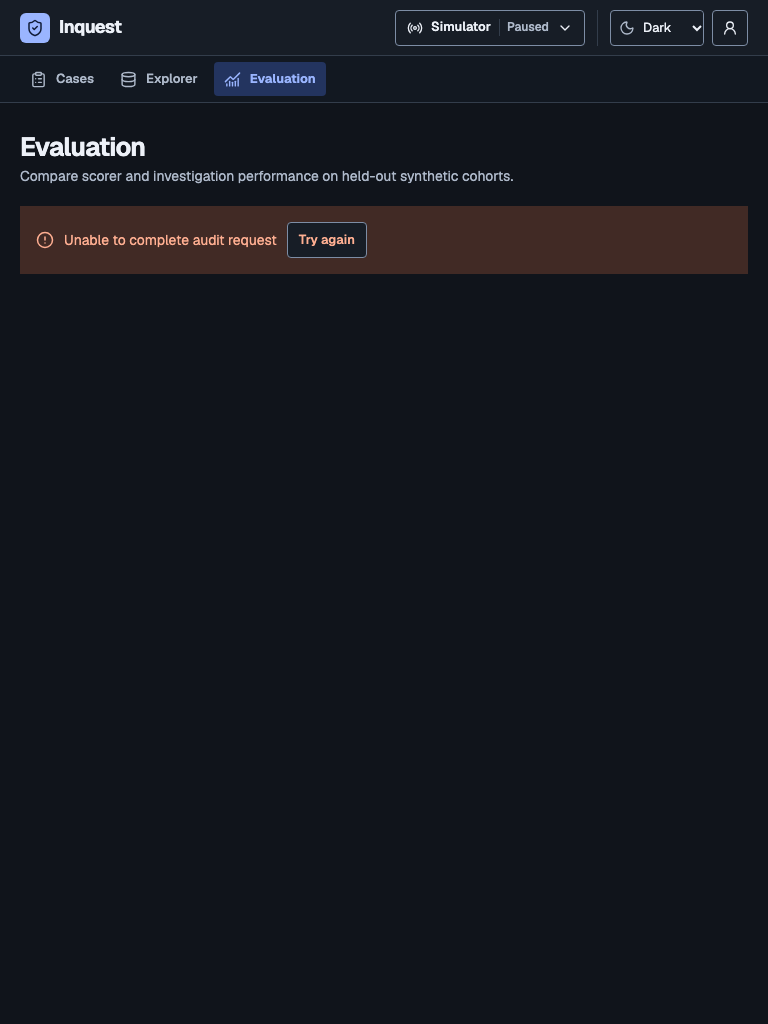 Inquest
Simulator Paused
Dark
Cases
Explorer
Evaluation
Evaluation
Compare scorer and investigation performance on held-out synthetic cohorts.
Unable to complete audit request
Try again